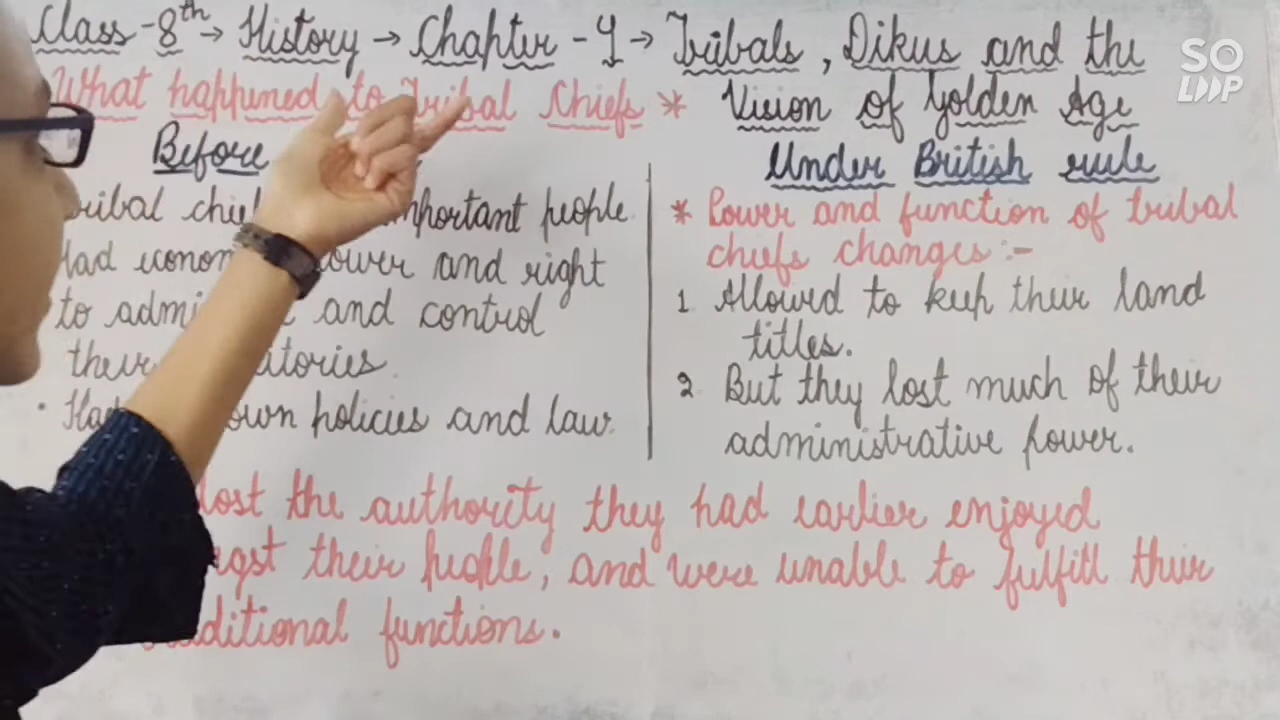 Class - 8th → History → Chapter - 4 → Tribals, Dikus and the
Vision of Golden Age
What happened to Tribal Chiefs *
Before
important people
and right
to and control
their
own policies and law.
Under British rule
* Power and function of tribal
chiefs changes :-
1. Allowed to keep their land
titles.
2. But they lost much of their
administrative power.
lost the authority they had earlier enjoyed
their people, and were unable to fulfill their
functions.
SO
LOOP